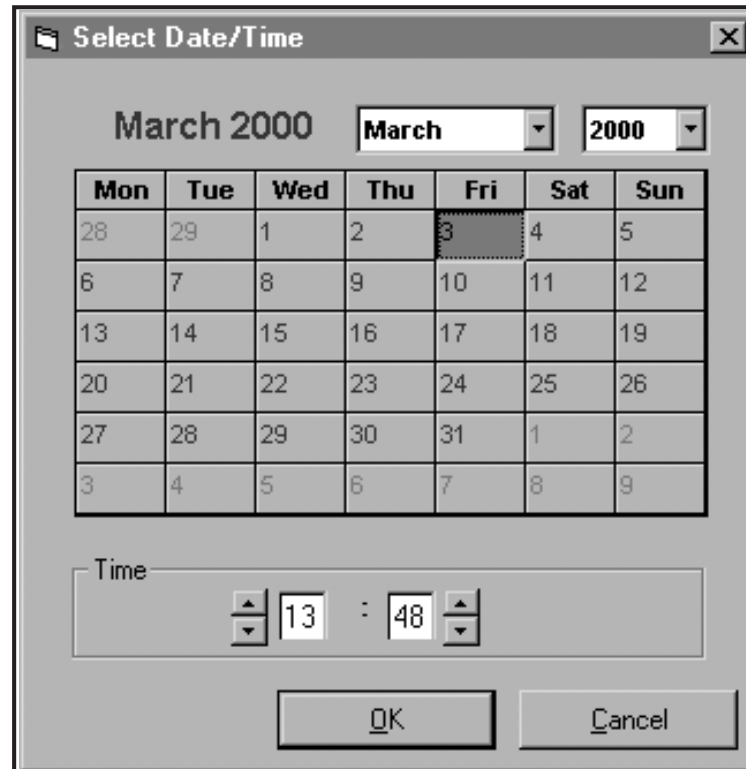 Select Date/Time
March 2000 March 2000
Mon Tue Wed Thu Fri Sat Sun
28 29 1 2 3 4 5
6 7 8 9 10 11 12
13 14 15 16 17 18 19
20 21 22 23 24 25 26
27 28 29 30 31 1 2
3 4 5 6 7 8 9
Time
13 : 48
OK Cancel